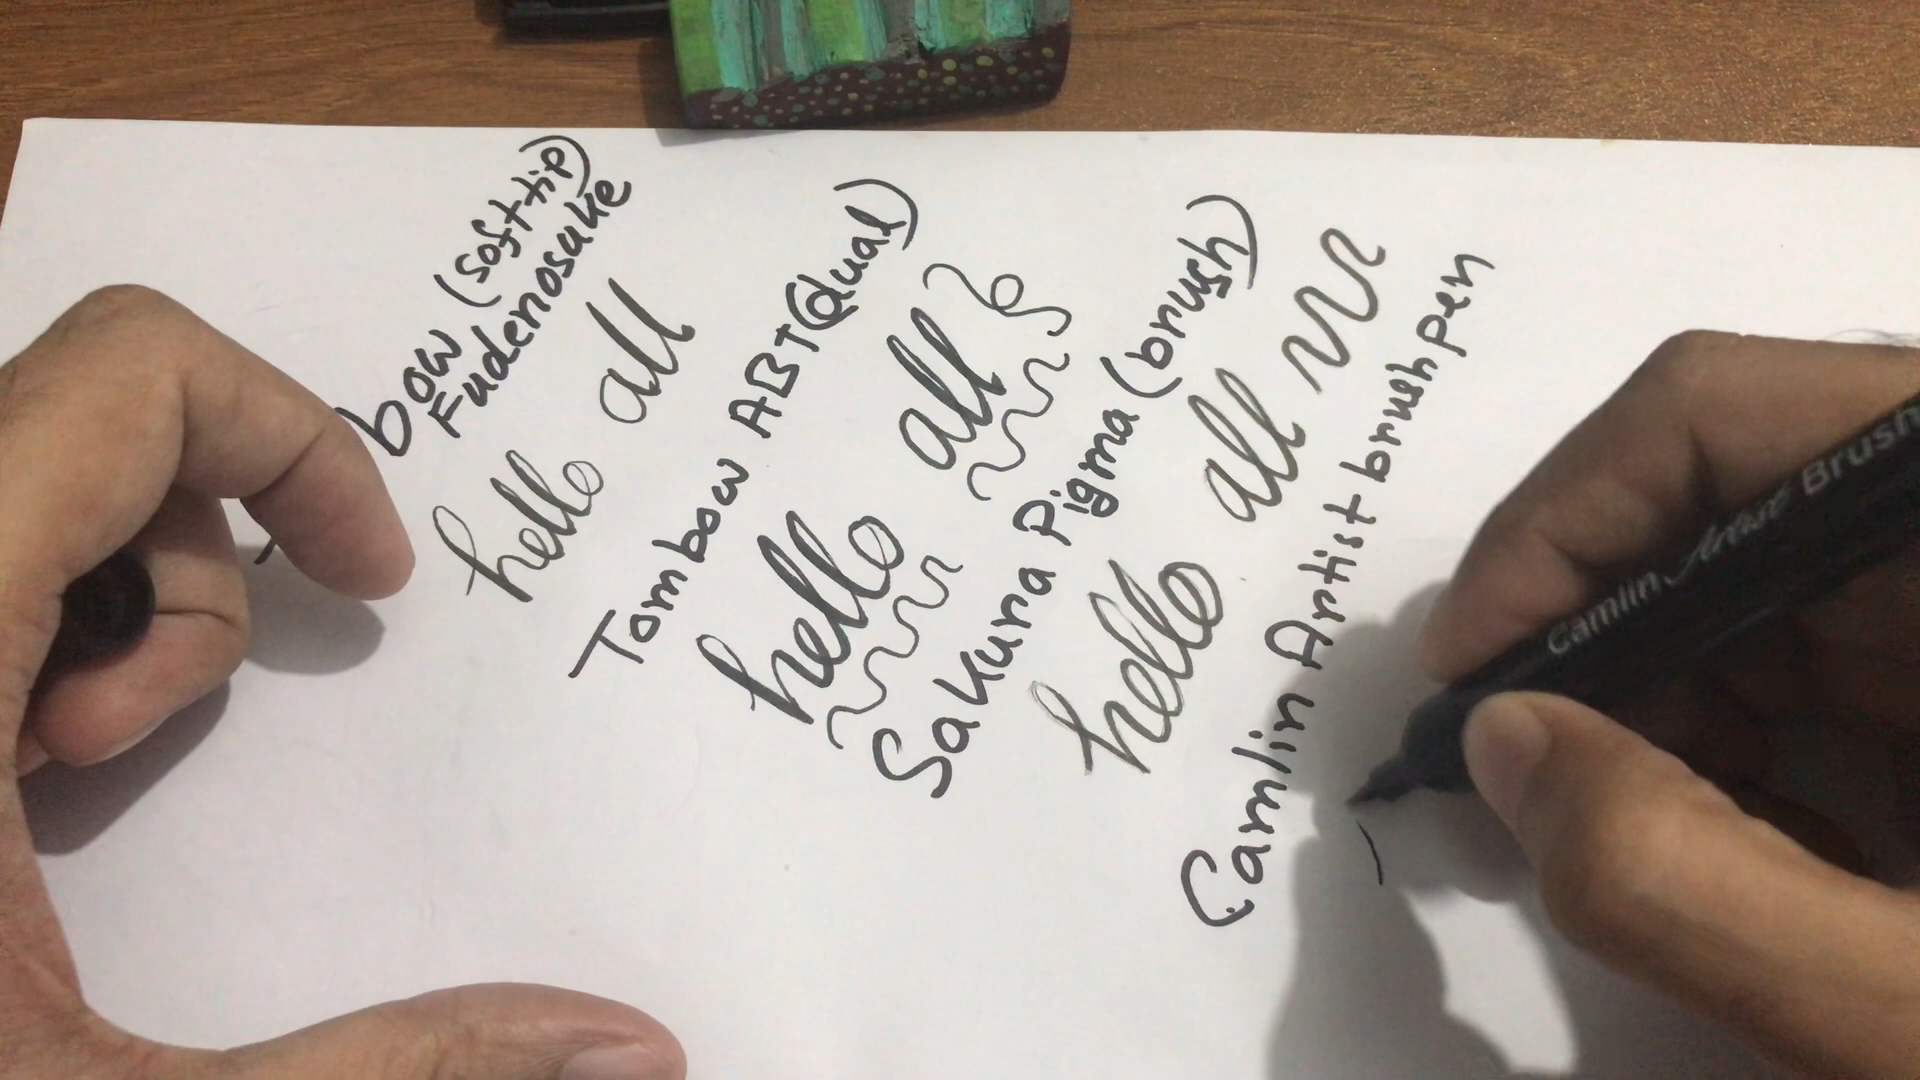 bow (soft tip)
Fudenosuke
hello all
Tombow ABT (dual)
hello all
Sakura Pigma (brush)
hello all
Camlin Artist brush pen
Camlin Artist Brush